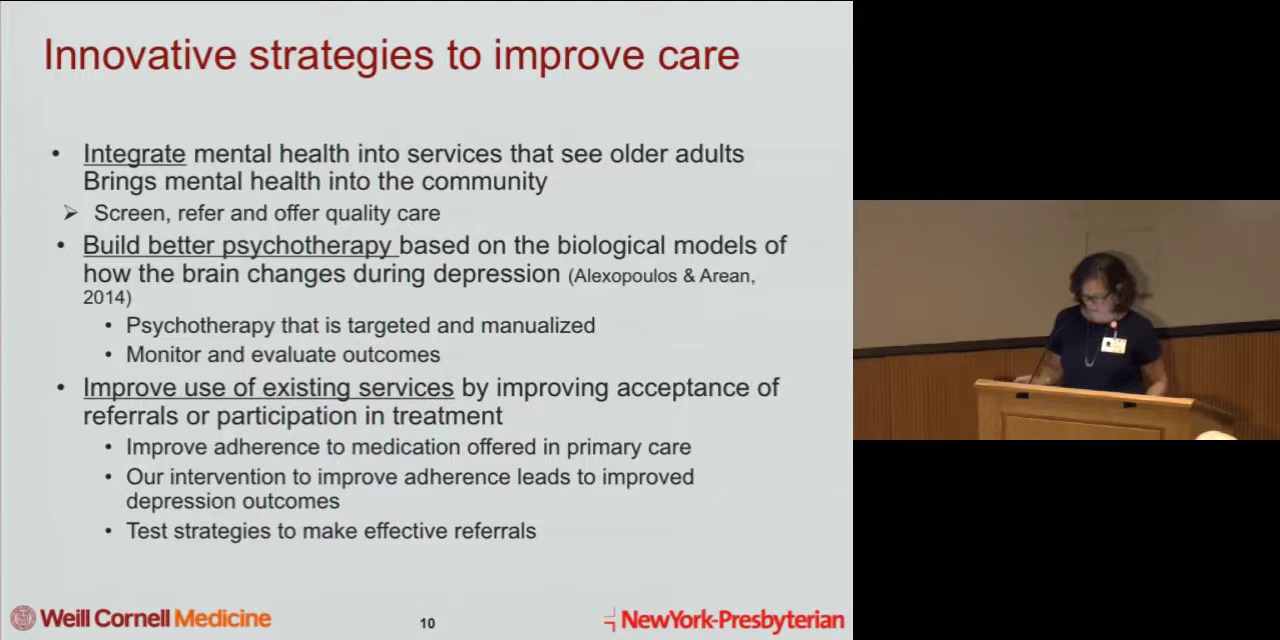 Innovative strategies to improve care
• Integrate mental health into services that see older adults
Brings mental health into the community
➢ Screen, refer and offer quality care
• Build better psychotherapy based on the biological models of
how the brain changes during depression (Alexopoulos & Arean,
2014)
• Psychotherapy that is targeted and manualized
• Monitor and evaluate outcomes
• Improve use of existing services by improving acceptance of
referrals or participation in treatment
• Improve adherence to medication offered in primary care
• Our intervention to improve adherence leads to improved
depression outcomes
• Test strategies to make effective referrals
Weill Cornell Medicine
10
NewYork-Presbyterian